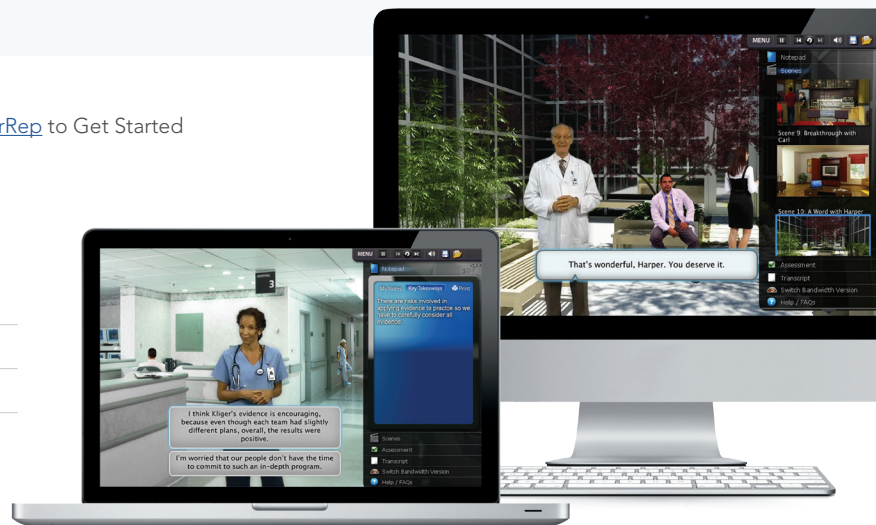 rRep to Get Started
MENU
Notepad
Scenes
Scene 9. Breakthrough with
Carl
Scene 10. A Word with Harper
That's wonderful, Harper. You deserve it.
Assessment
Transcript
Switch Bandwidth Version
Help / FAQs
MENU
Notepad
3
My Notes
Key Takeaways
Print
There are risks involved in
applying evidence to practice so we
have to carefully consider all
evidence.
I think Kliger's evidence is encouraging,
because even though each team had slightly
different plans, overall, the results were
positive.
I'm worried that our people don't have the time
to commit to such an in-depth program.
Scenes
Assessment
Transcript
Switch Bandwidth Version
Help / FAQs